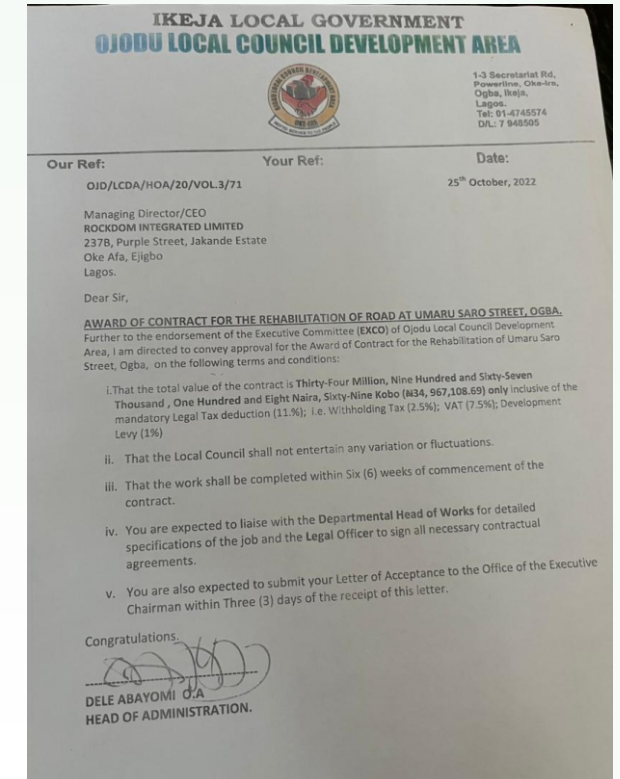 IKEJA LOCAL GOVERNMENT
OJODU LOCAL COUNCIL DEVELOPMENT AREA
1-3 Secretariat Rd,
Powerline, Oke-Ira,
Ogba, Ikeja,
Lagos.
Tel: 01-4745574
D/L: 7 948505
Our Ref:
Your Ref:
Date:
OJD/LCDA/HOA/20/VOL.3/71
25th October, 2022
Managing Director/CEO
ROCKDOM INTEGRATED LIMITED
237B, Purple Street, Jakande Estate
Oke Afa, Ejigbo
Lagos.
Dear Sir,
AWARD OF CONTRACT FOR THE REHABILITATION OF ROAD AT UMARU SARO STREET, OGBA.
Further to the endorsement of the Executive Committee (EXCO) of Ojodu Local Council Development
Area, I am directed to convey approval for the Award of Contract for the Rehabilitation of Umaru Saro
Street, Ogba, on the following terms and conditions:
i.That the total value of the contract is Thirty-Four Million, Nine Hundred and Sixty-Seven
Thousand , One Hundred and Eight Naira, Sixty-Nine Kobo (₦34, 967,108.69) only inclusive of the
mandatory Legal Tax deduction (11.%); i.e. Withholding Tax (2.5%); VAT (7.5%); Development
Levy (1%)
ii. That the Local Council shall not entertain any variation or fluctuations.
iii. That the work shall be completed within Six (6) weeks of commencement of the
contract.
iv. You are expected to liaise with the Departmental Head of Works for detailed
specifications of the job and the Legal Officer to sign all necessary contractual
agreements.
v. You are also expected to submit your Letter of Acceptance to the Office of the Executive
Chairman within Three (3) days of the receipt of this letter.
Congratulations.
DELE ABAYOMI O.A
HEAD OF ADMINISTRATION.